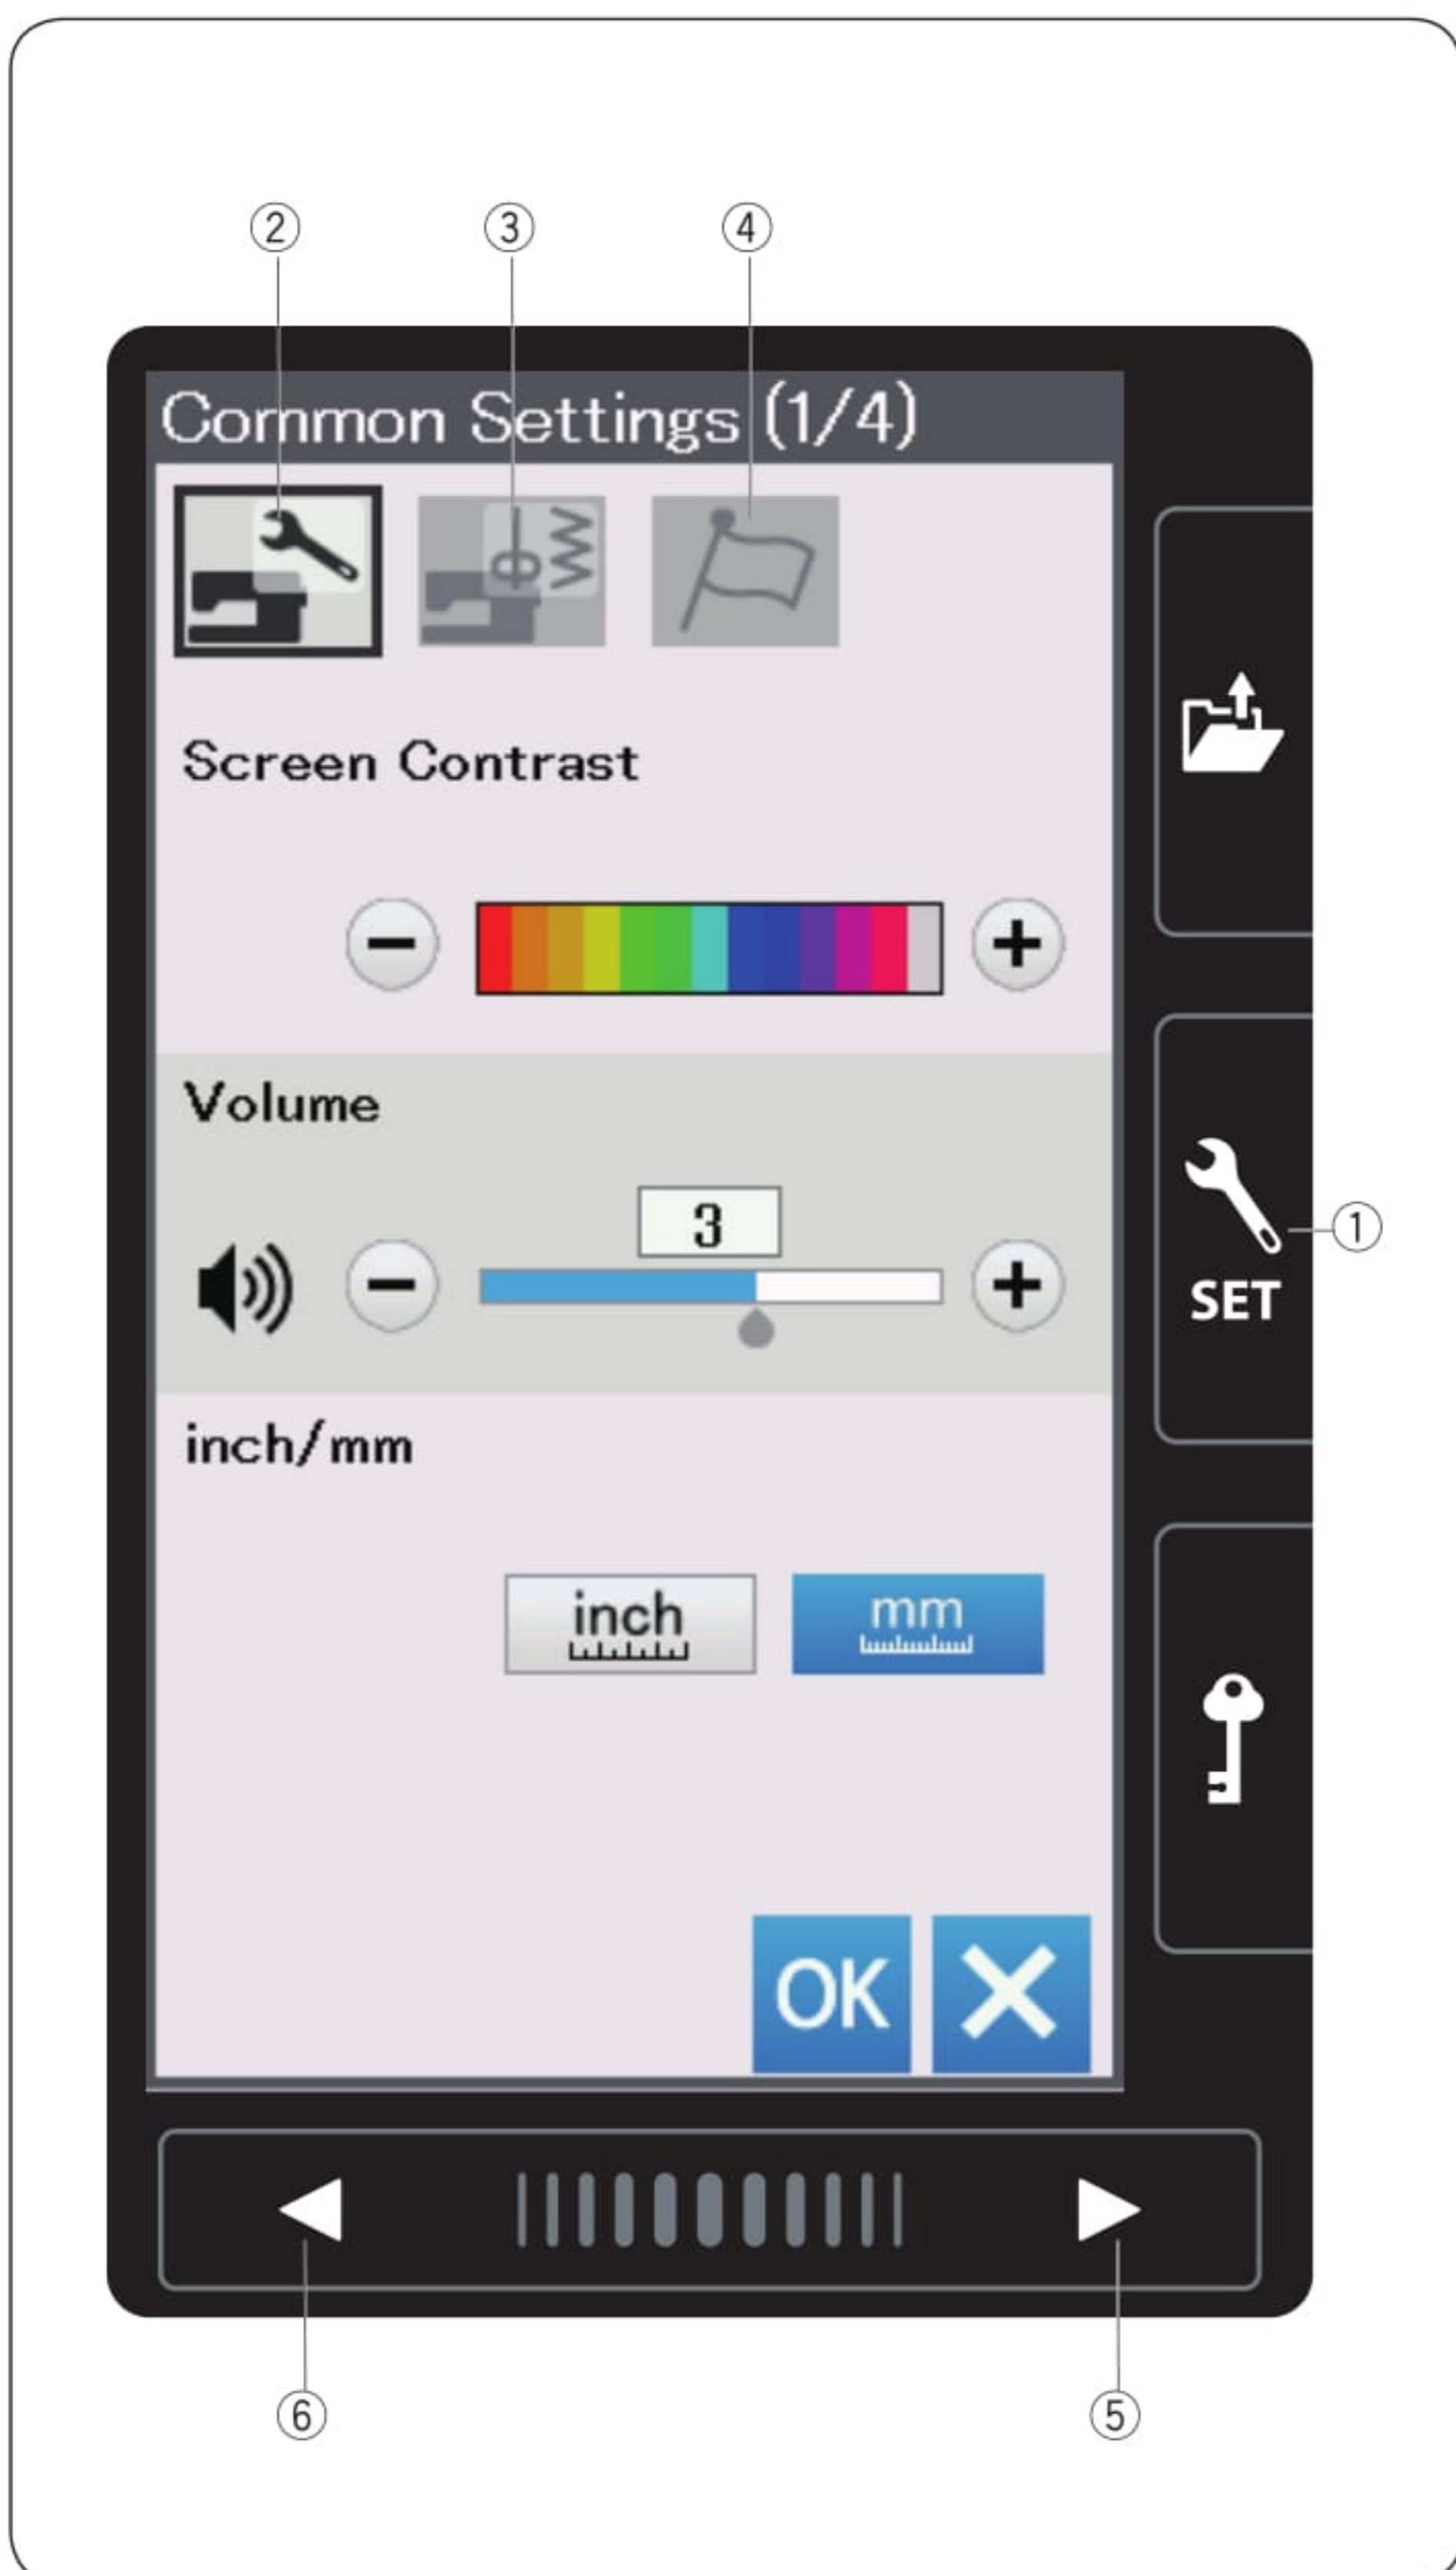 ② ③ ④
Common Settings (1/4)
Screen Contrast
Volume
3
①
SET
inch/mm
inch mm
OK
⑥ ⑤